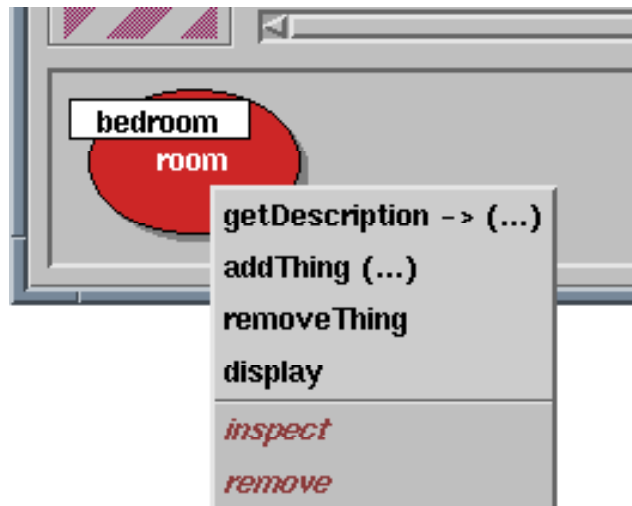 bedroom
room
getDescription -> (...)
addThing (...)
removeThing
display
inspect
remove